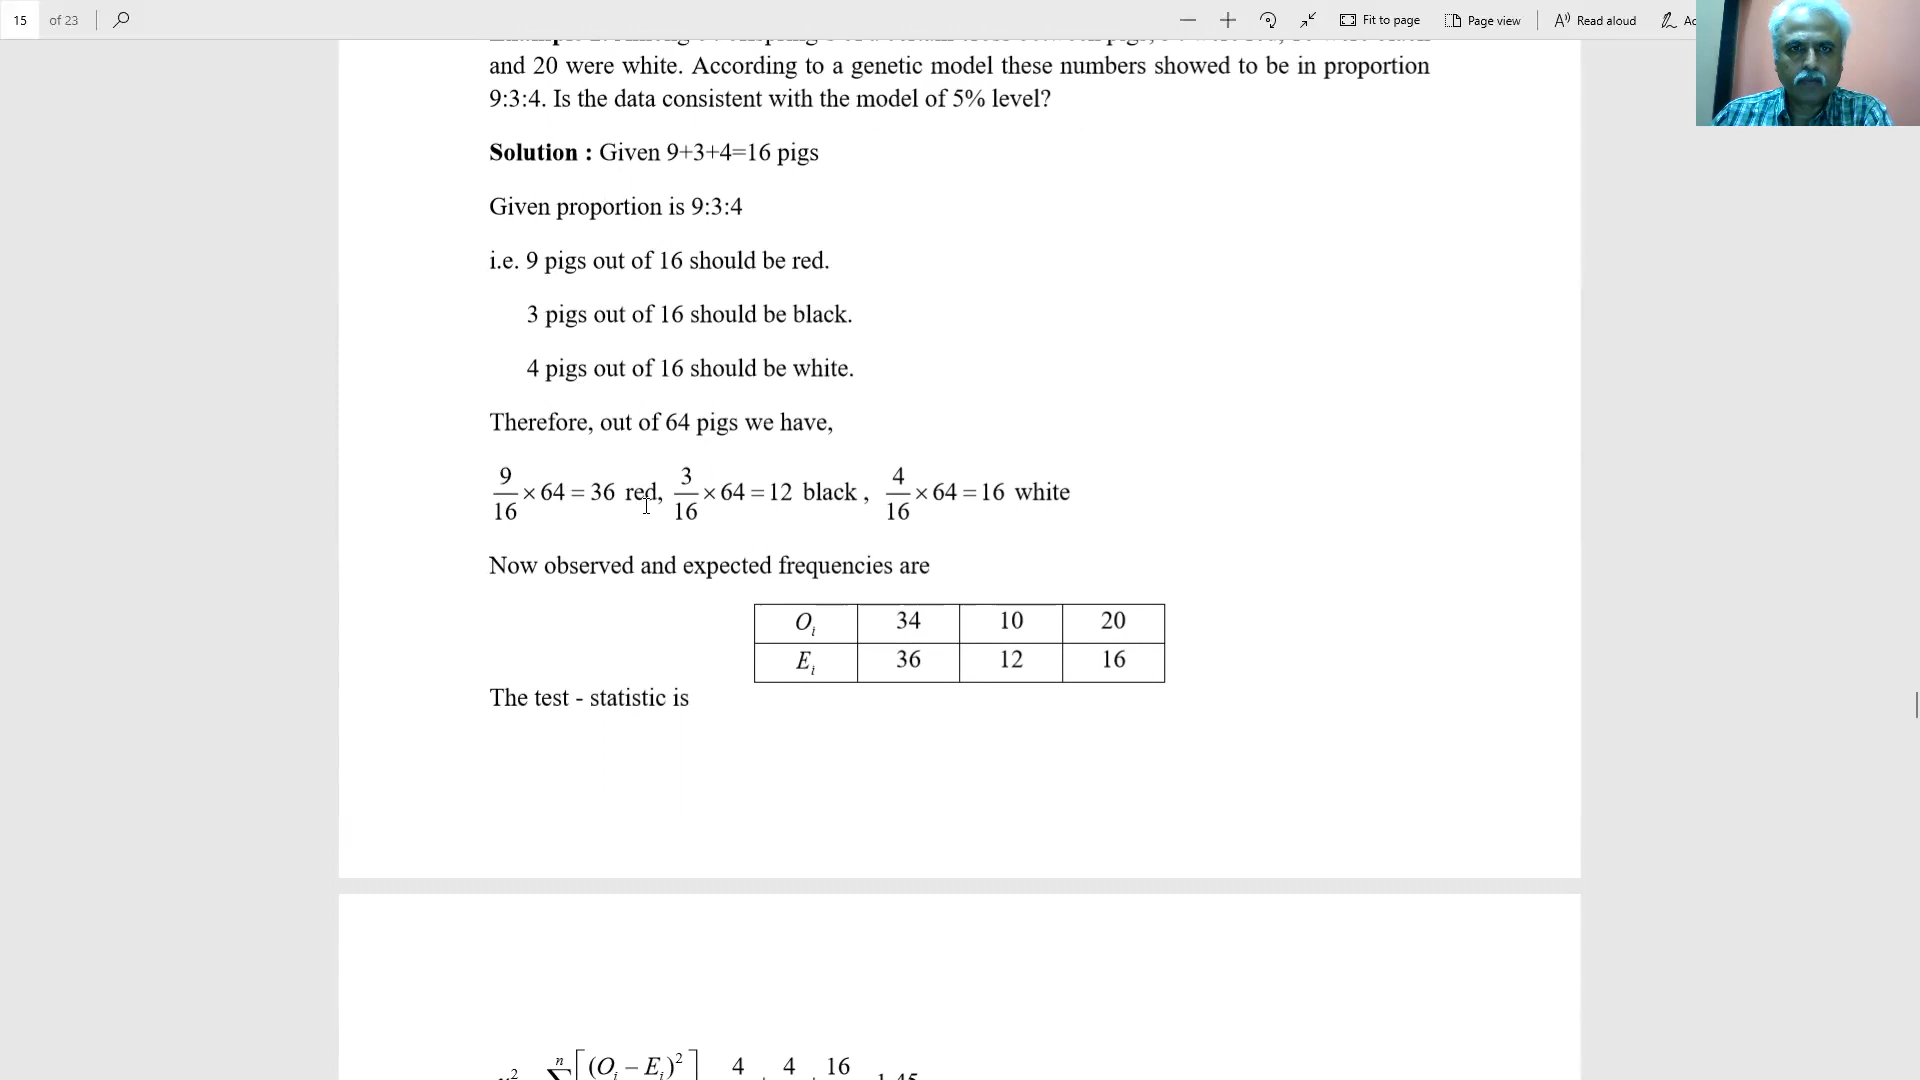 15 of 23 Fit to page Page view Read aloud
and 20 were white. According to a genetic model these numbers showed to be in proportion
9:3:4. Is the data consistent with the model of 5% level?
Solution : Given 9+3+4=16 pigs
Given proportion is 9:3:4
i.e. 9 pigs out of 16 should be red.
3 pigs out of 16 should be black.
4 pigs out of 16 should be white.
Therefore, out of 64 pigs we have,
9/16 × 64 = 36 red, 3/16 × 64 = 12 black , 4/16 × 64 = 16 white
Now observed and expected frequencies are
O_i 34 10 20
E_i 36 12 16
The test - statistic is
n [ (O_i − E_i)² ] 4 4 16